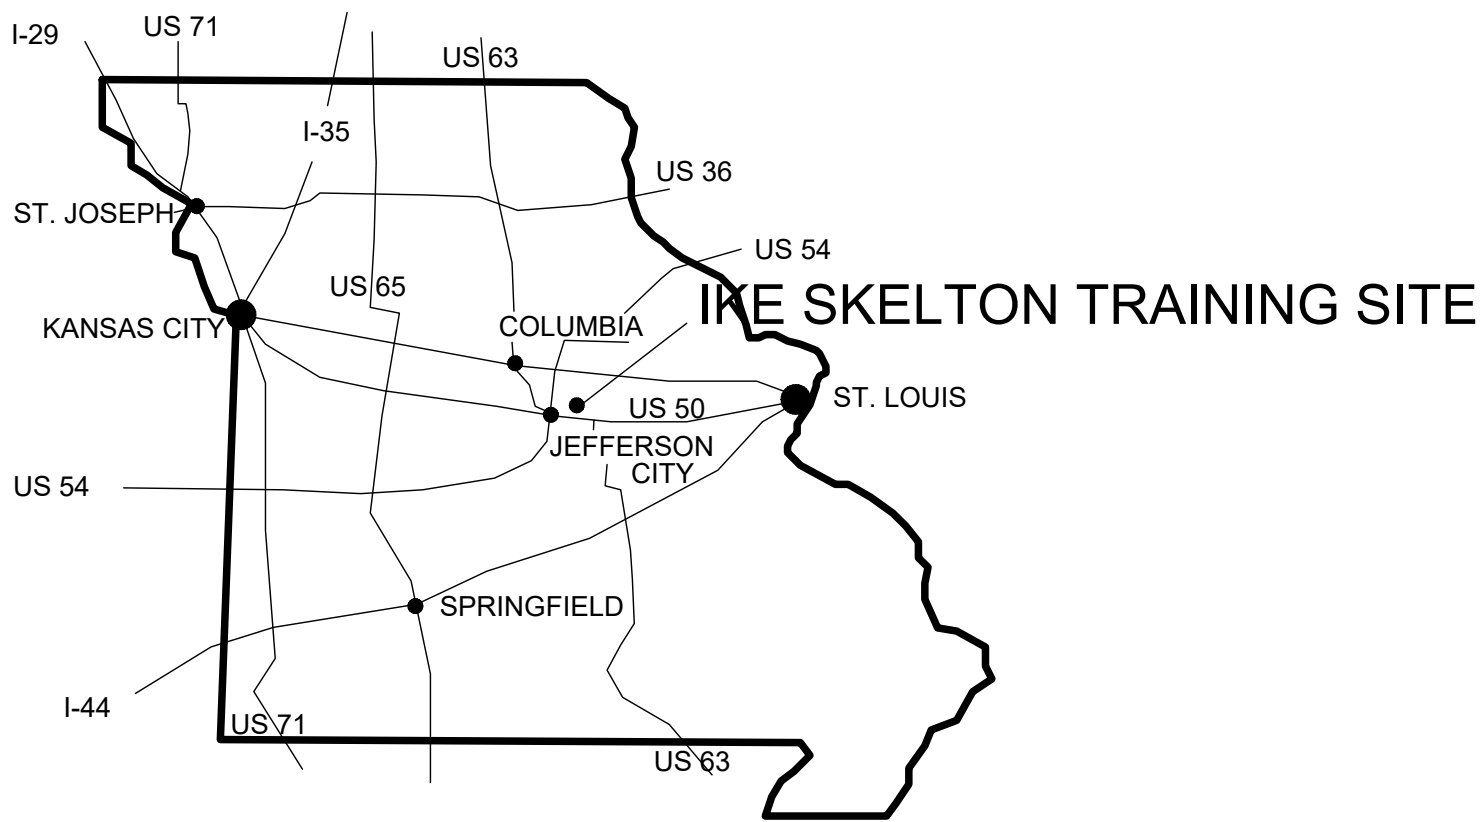 US 71
I-29
US 63
I-35
US 36
ST. JOSEPH
US 54
US 65
IKE SKELTON TRAINING SITE
KANSAS CITY
COLUMBIA
ST. LOUIS
US 50
JEFFERSON
CITY
US 54
SPRINGFIELD
I-44
US 71
US 63